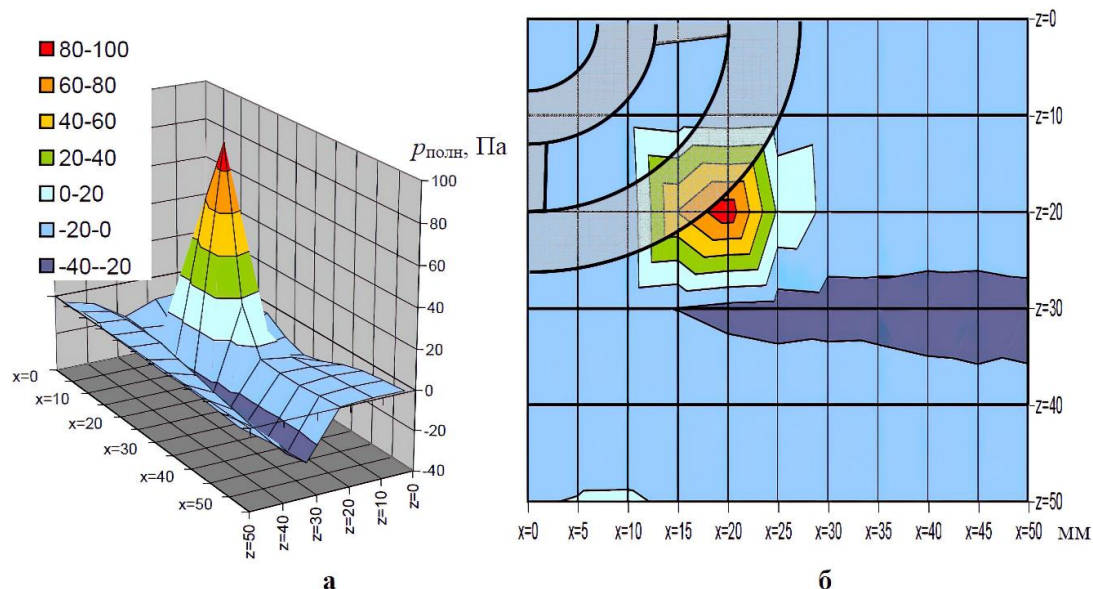 80-100
60-80
40-60
20-40
0-20
-20-0
-40--20
pполн, Па
100
80
60
40
20
0
-20
-40
x=0
x=10
x=20
x=30
x=40
x=50
z=50
z=40
z=30
z=20
z=10
z=0
а
z=0
z=10
z=20
z=30
z=40
z=50
x=0 x=5 x=10 x=15 x=20 x=25 x=30 x=35 x=40 x=45 x=50 мм
б